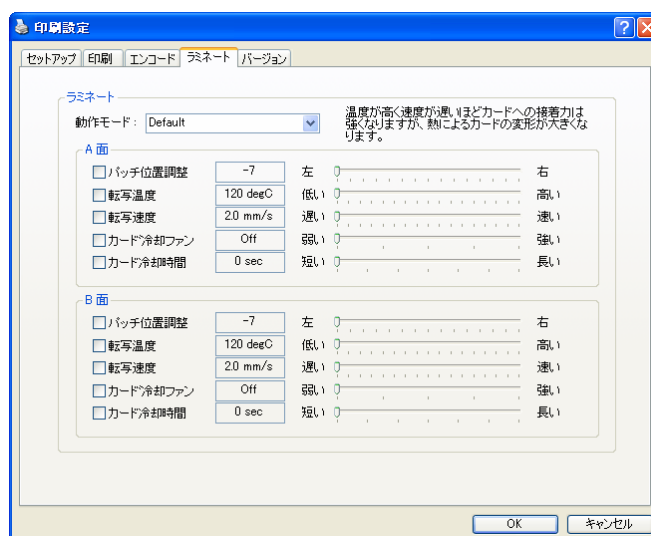 印刷設定
セットアップ 印刷 エンコード ラミネート バージョン
ラミネート
動作モード: Default
温度が高く速度が遅いほどカードへの接着力は
強くなりますが、熱によるカードの変形が大きくな
ります。
A 面
パッチ位置調整 -7 左 右
転写温度 120 degC 低い 高い
転写速度 2.0 mm/s 遅い 速い
カード冷却ファン Off 弱い 強い
カード冷却時間 0 sec 短い 長い
B 面
パッチ位置調整 -7 左 右
転写温度 120 degC 低い 高い
転写速度 2.0 mm/s 遅い 速い
カード冷却ファン Off 弱い 強い
カード冷却時間 0 sec 短い 長い
OK キャンセル